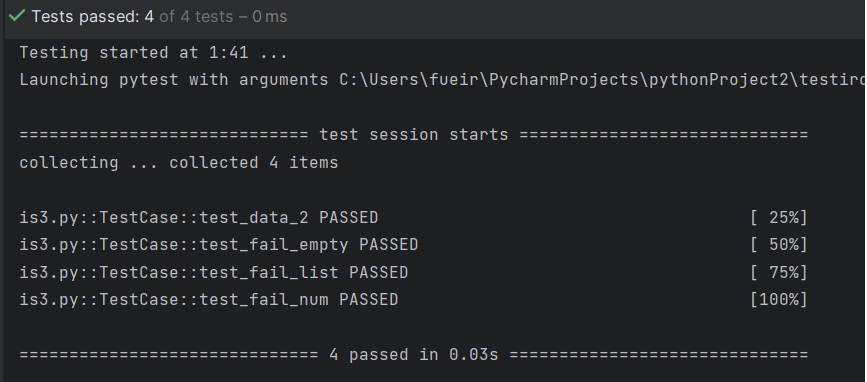 Tests passed: 4 of 4 tests – 0 ms
Testing started at 1:41 ...
Launching pytest with arguments C:\Users\fueir\PycharmProjects\pythonProject2\testiro
============================= test session starts =============================
collecting ... collected 4 items
is3.py::TestCase::test_data_2 PASSED [ 25%]
is3.py::TestCase::test_fail_empty PASSED [ 50%]
is3.py::TestCase::test_fail_list PASSED [ 75%]
is3.py::TestCase::test_fail_num PASSED [100%]
============================== 4 passed in 0.03s ==============================